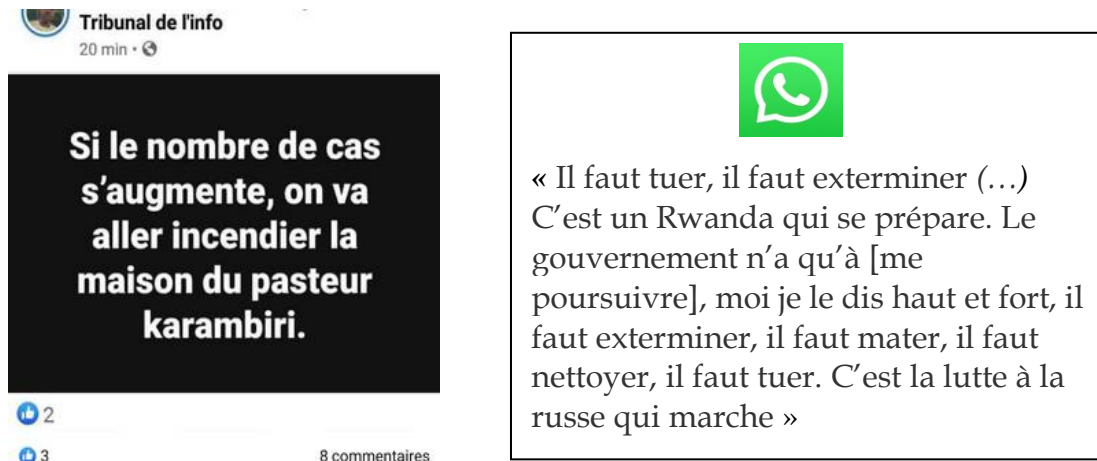 Tribunal de l'info
20 min •
Si le nombre de cas
s'augmente, on va
aller incendier la
maison du pasteur
karambiri.
2
3 8 commentaires
« Il faut tuer, il faut exterminer (…)
C'est un Rwanda qui se prépare. Le
gouvernement n'a qu'à [me
poursuivre], moi je le dis haut et fort, il
faut exterminer, il faut mater, il faut
nettoyer, il faut tuer. C'est la lutte à la
russe qui marche »